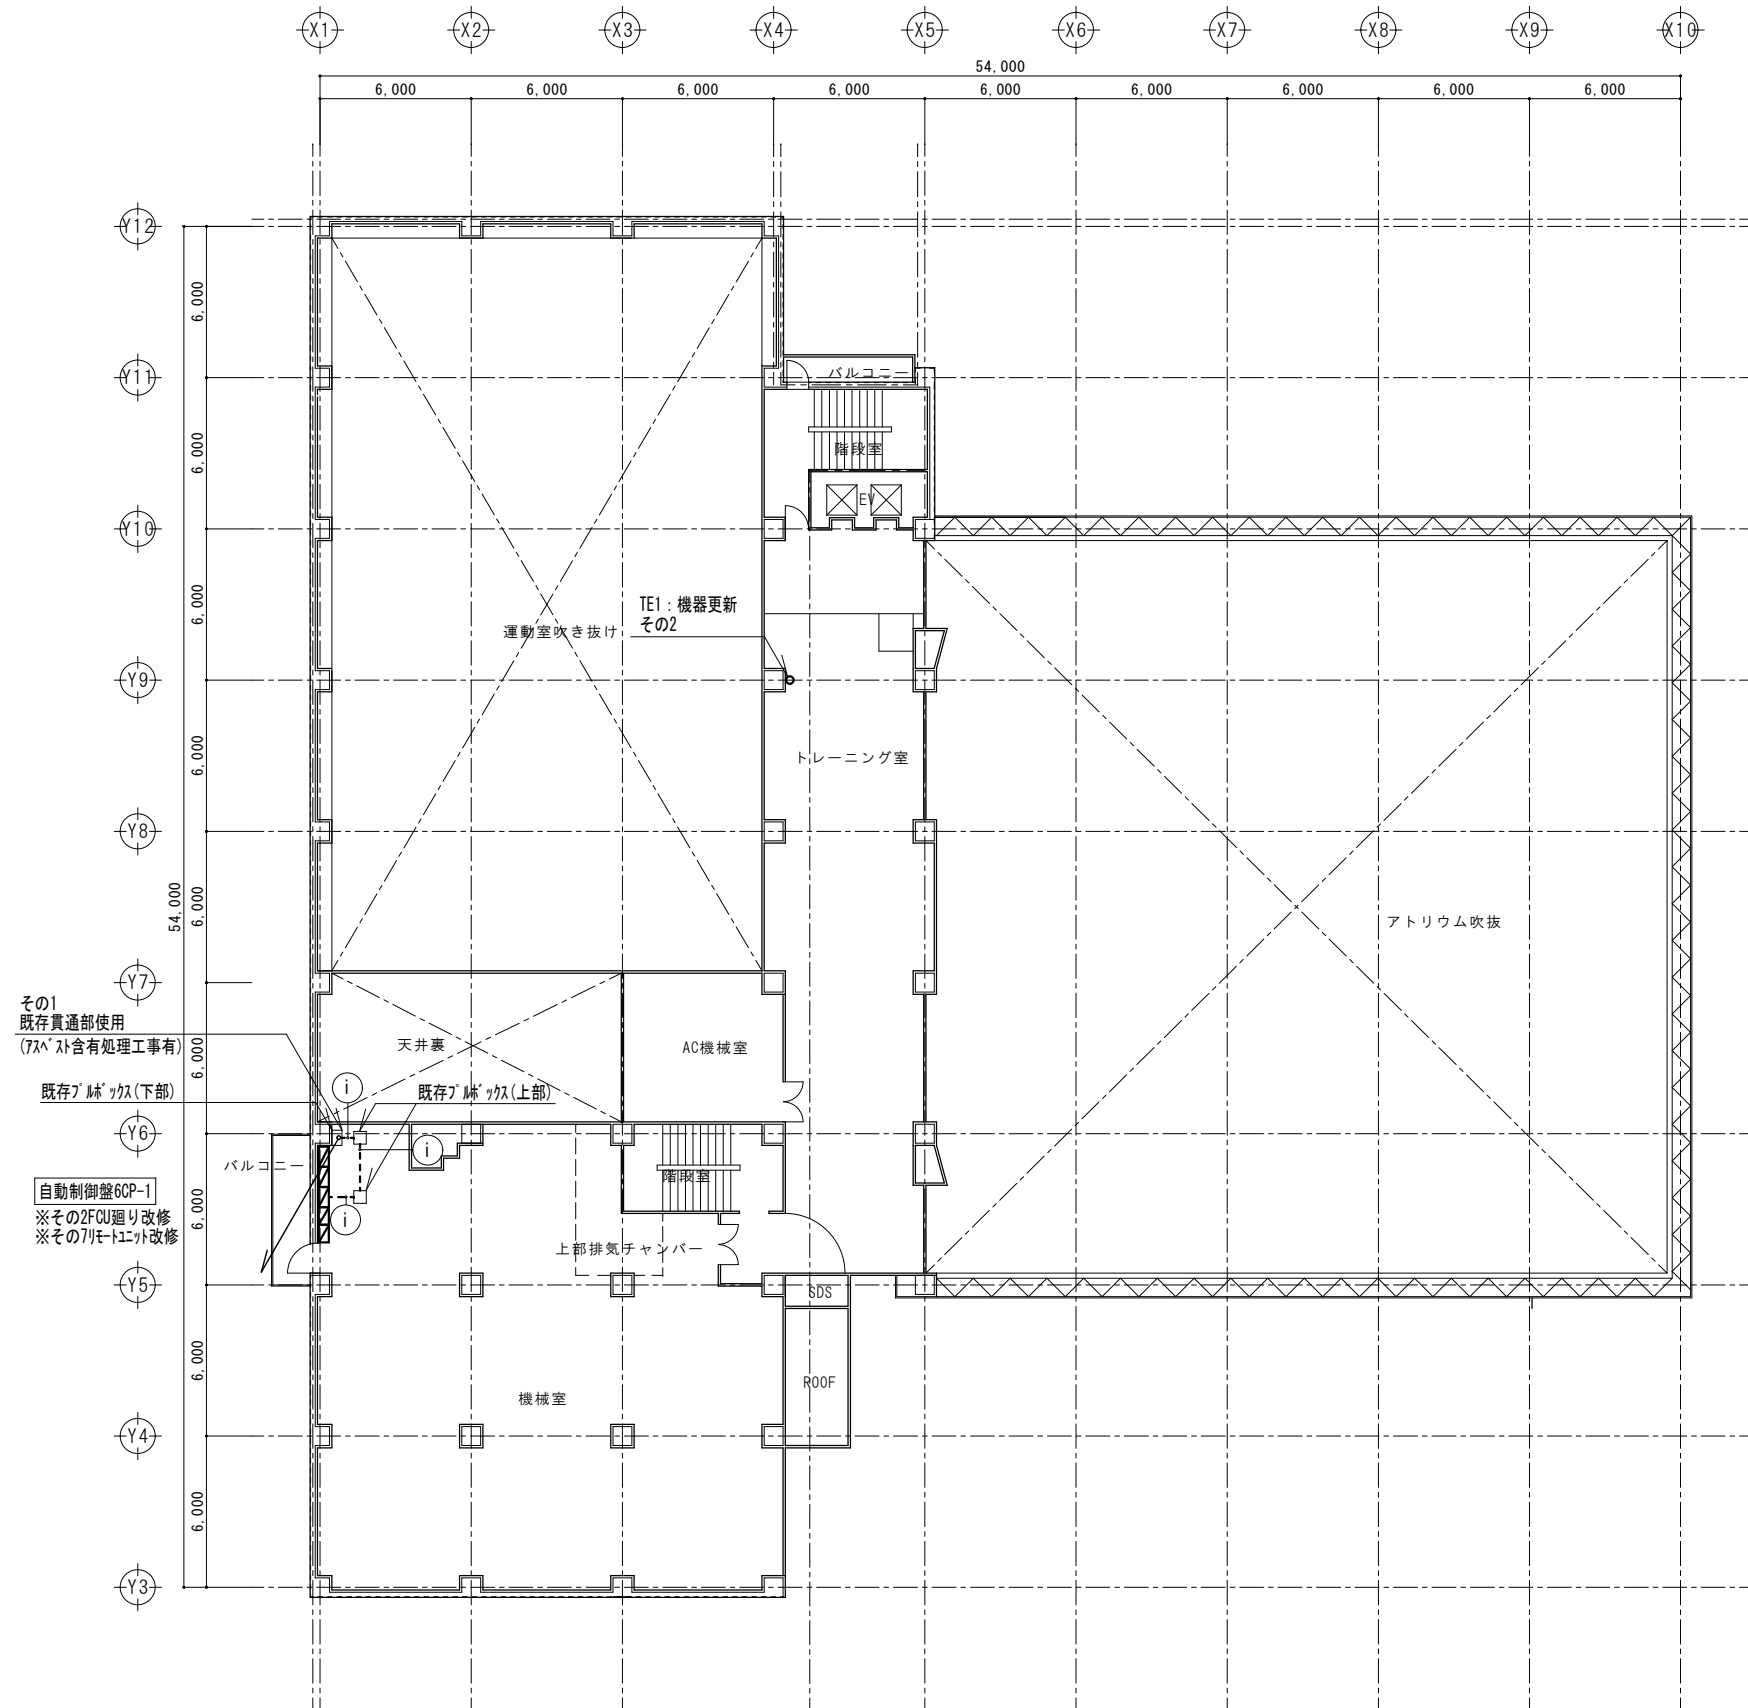 X1
X2
X3
X4
X5
X6
X7
X8
X9
X10
54,000
6,000
6,000
6,000
6,000
6,000
6,000
6,000
6,000
6,000
Y12
6,000
Y11
バルコニー
6,000
階段室
EV
Y10
6,000
TE1:機器更新
その2
運動室吹き抜け
Y9
6,000
トレーニング室
Y8
54,000
6,000
アトリウム吹抜
Y7
その1
既存貫通部使用
(アスベスト含有処理工事有)
6,000
天井裏
AC機械室
既存プルボックス(下部)
i
既存プルボックス(上部)
Y6
i
バルコニー
階段室
自動制御盤6CP-1
※その2FCU廻り改修
※その7リモートユニット改修
6,000
i
上部排気チャンバー
Y5
SDS
6,000
ROOF
機械室
Y4
6,000
Y3